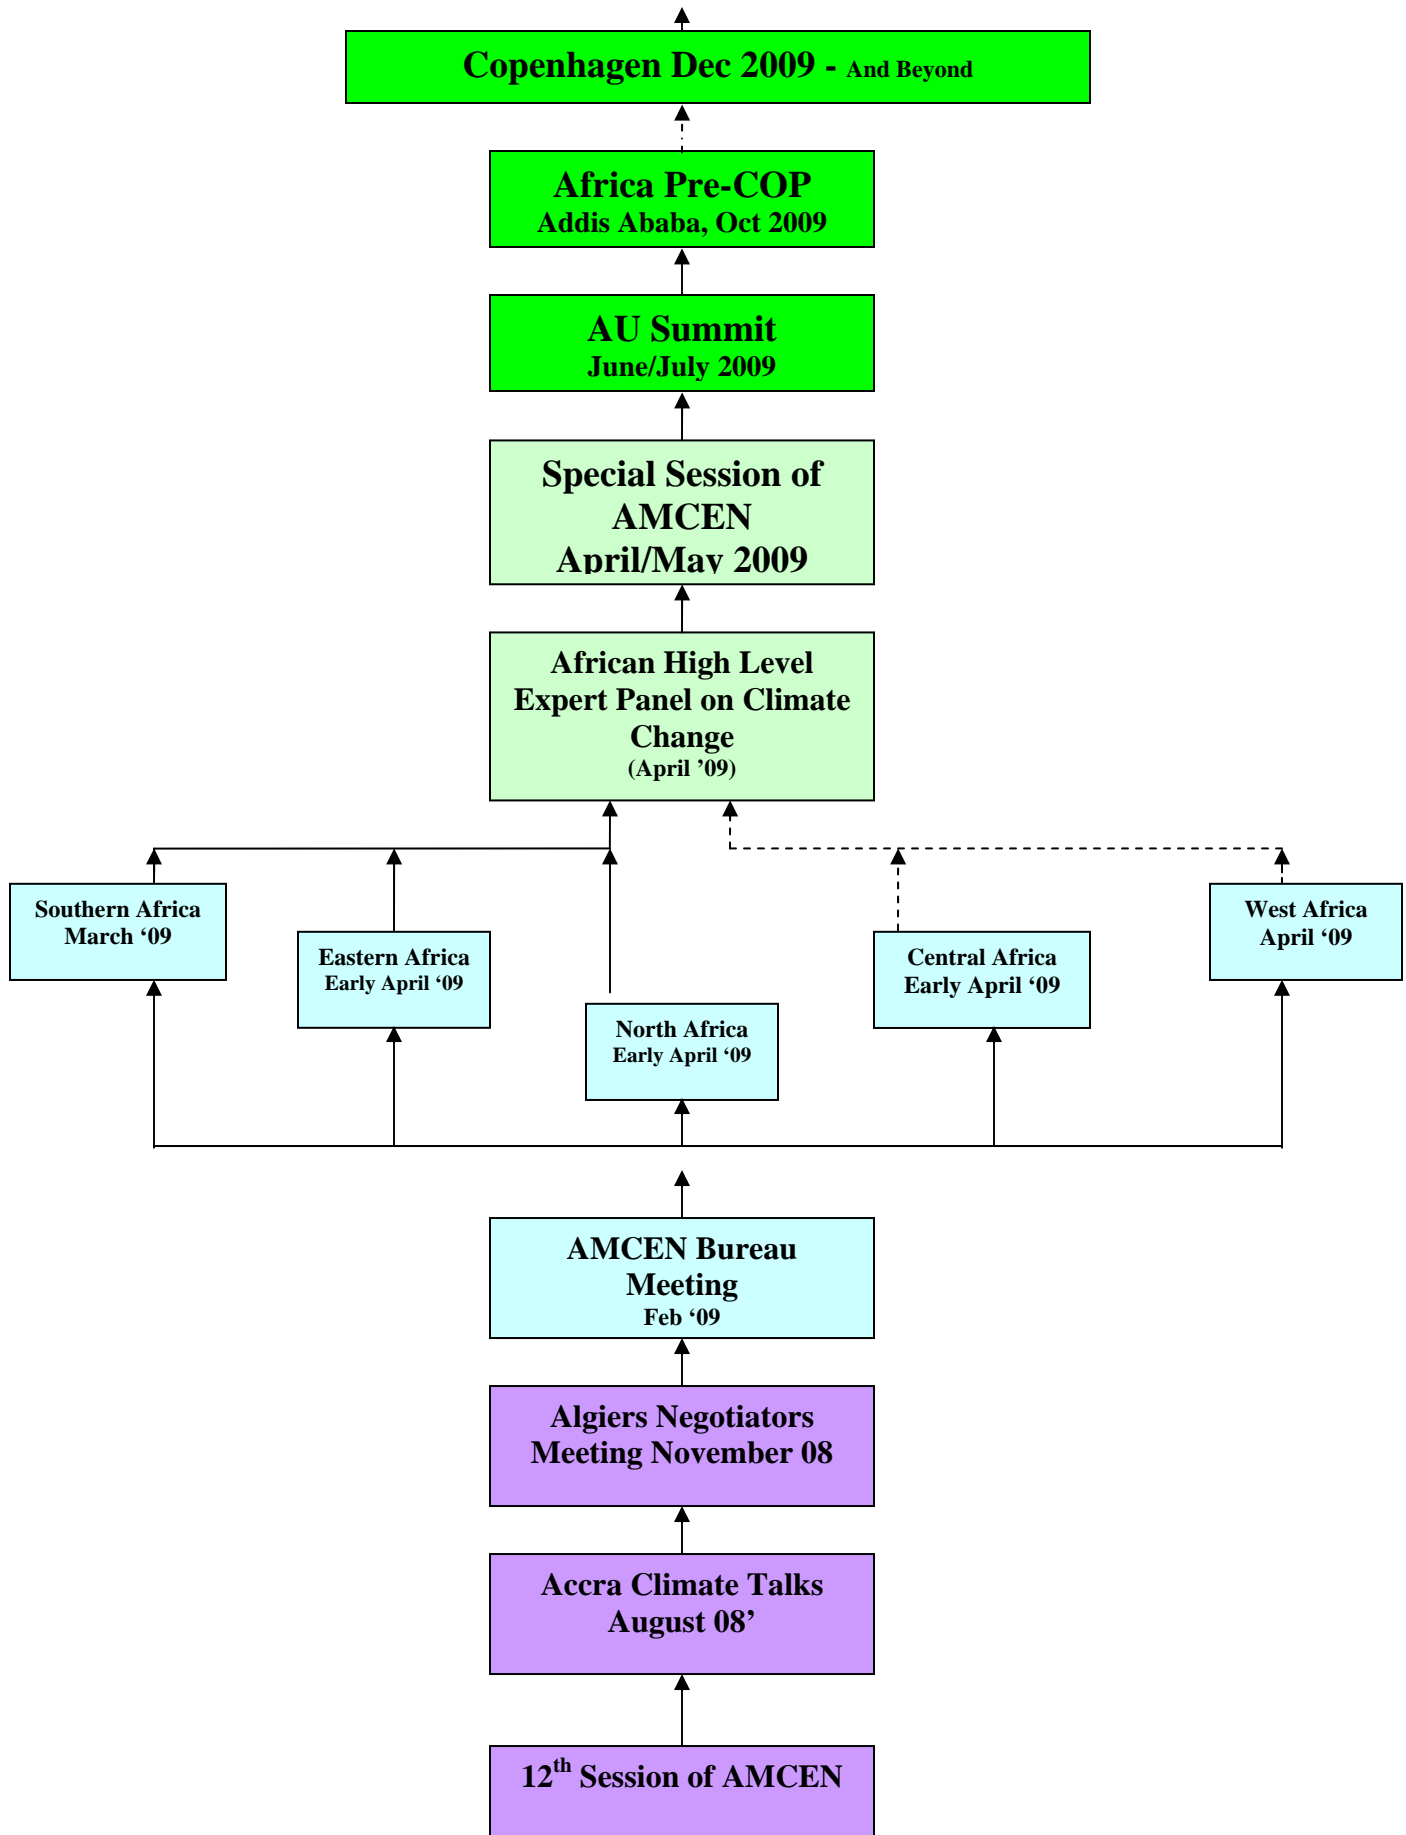 Copenhagen Dec 2009 - And Beyond
Africa Pre-COP
Addis Ababa, Oct 2009
AU Summit
June/July 2009
Special Session of
AMCEN
April/May 2009
African High Level
Expert Panel on Climate
Change
(April ’09)
Southern Africa
March ‘09
Eastern Africa
Early April ‘09
North Africa
Early April ‘09
Central Africa
Early April ‘09
West Africa
April ‘09
AMCEN Bureau
Meeting
Feb ‘09
Algiers Negotiators
Meeting November 08
Accra Climate Talks
August 08’
12th Session of AMCEN